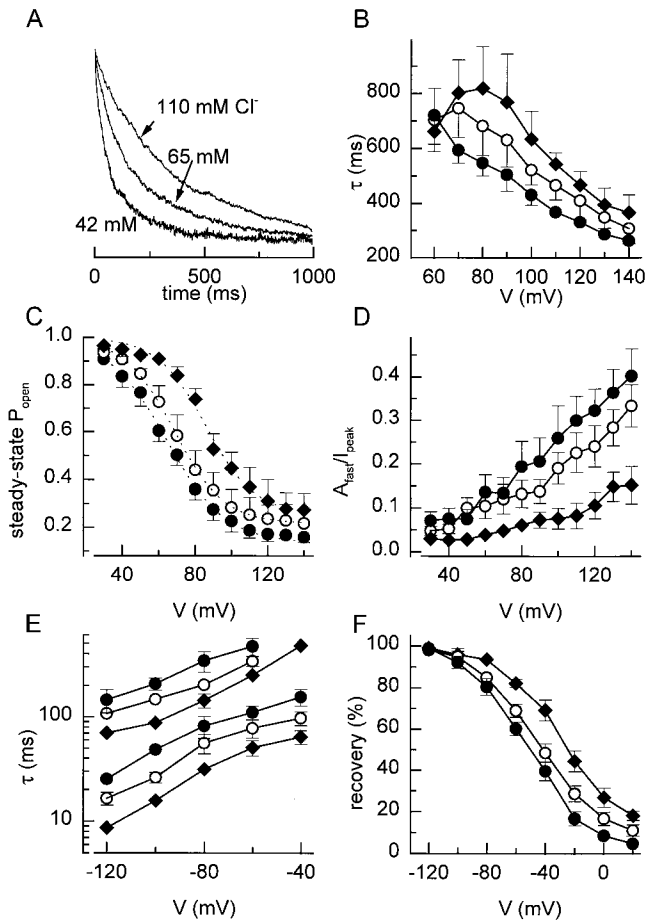 A
110 mM Cl-
65 mM
42 mM
0
500
1000
time (ms)
B
τ (ms)
800
600
400
200
60
80
100
120
140
V (mV)
C
steady-state Popen
1.0
0.8
0.6
0.4
0.2
40
80
120
V (mV)
D
Afast/Ipeak
0.4
0.3
0.2
0.1
0.0
40
80
120
V (mV)
E
τ (ms)
100
10
-120
-80
-40
V (mV)
F
recovery (%)
100
80
60
40
20
0
-120
-80
-40
0
V (mV)